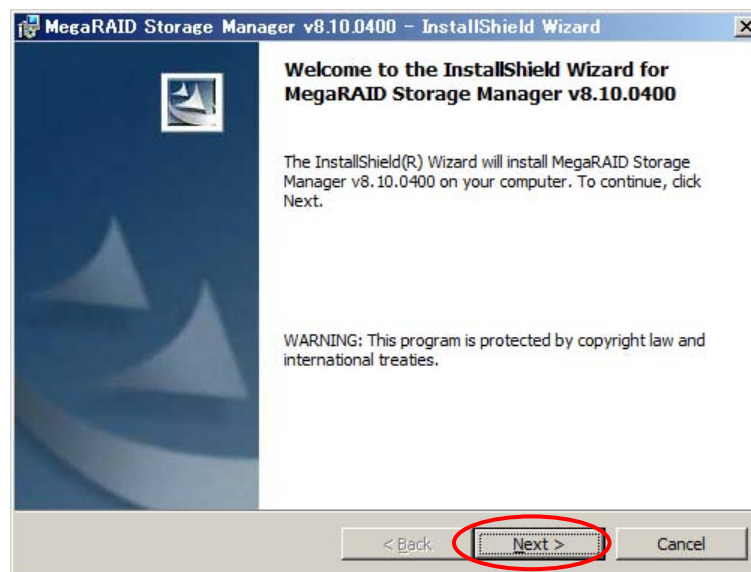 MegaRAID Storage Manager v8.10.0400 - InstallShield Wizard
Welcome to the InstallShield Wizard for
MegaRAID Storage Manager v8.10.0400
The InstallShield(R) Wizard will install MegaRAID Storage
Manager v8.10.0400 on your computer. To continue, click
Next.
WARNING: This program is protected by copyright law and
international treaties.
< Back
Next >
Cancel